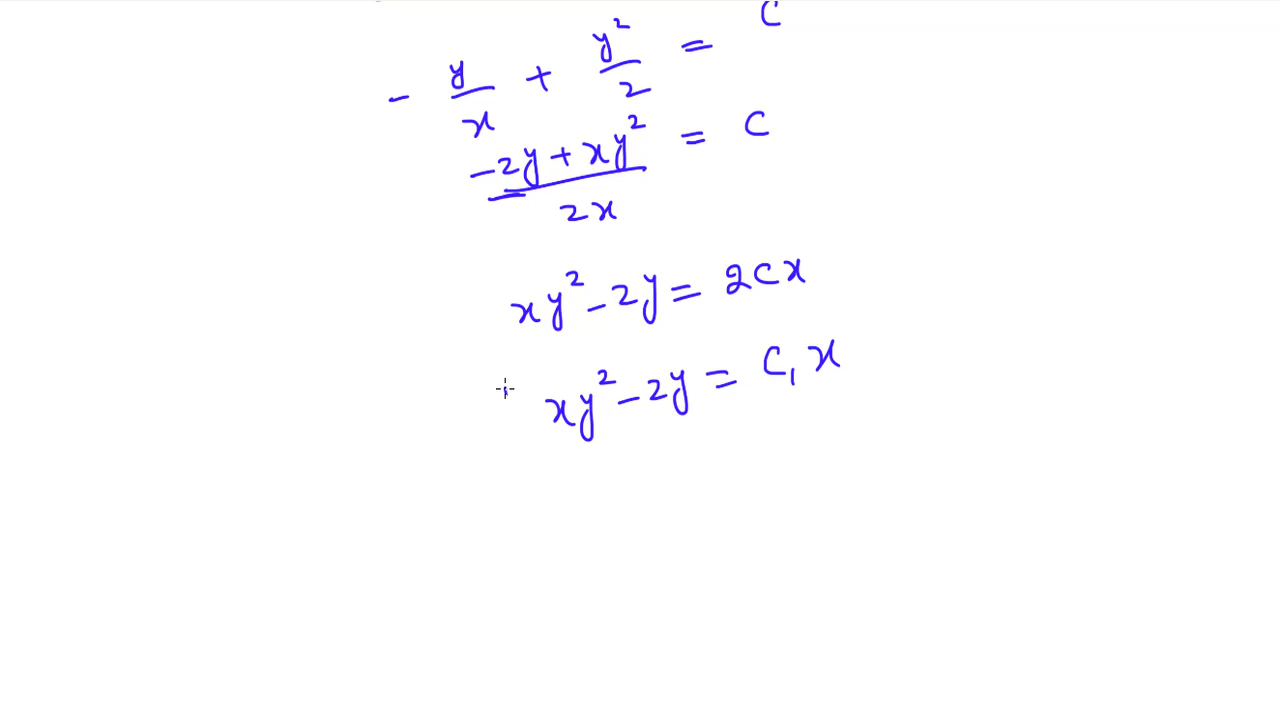 - y/x + y²/2 = C
(-2y + xy²)/2x = C
xy² - 2y = 2Cx
xy² - 2y = C₁x